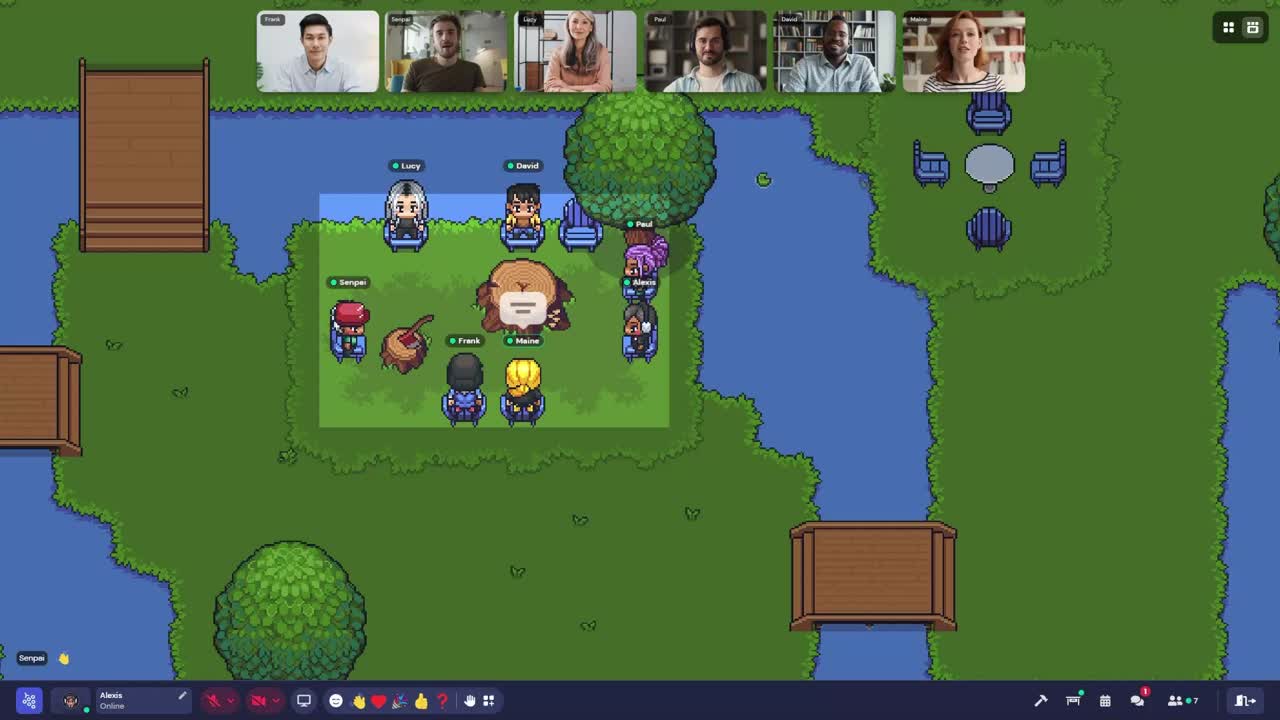 Frank
Senpai
Lucy
Paul
David
Maine
Lucy
David
Paul
Senpai
Alexis
Frank
Maine
Senpai
Alexis
Online
1
7